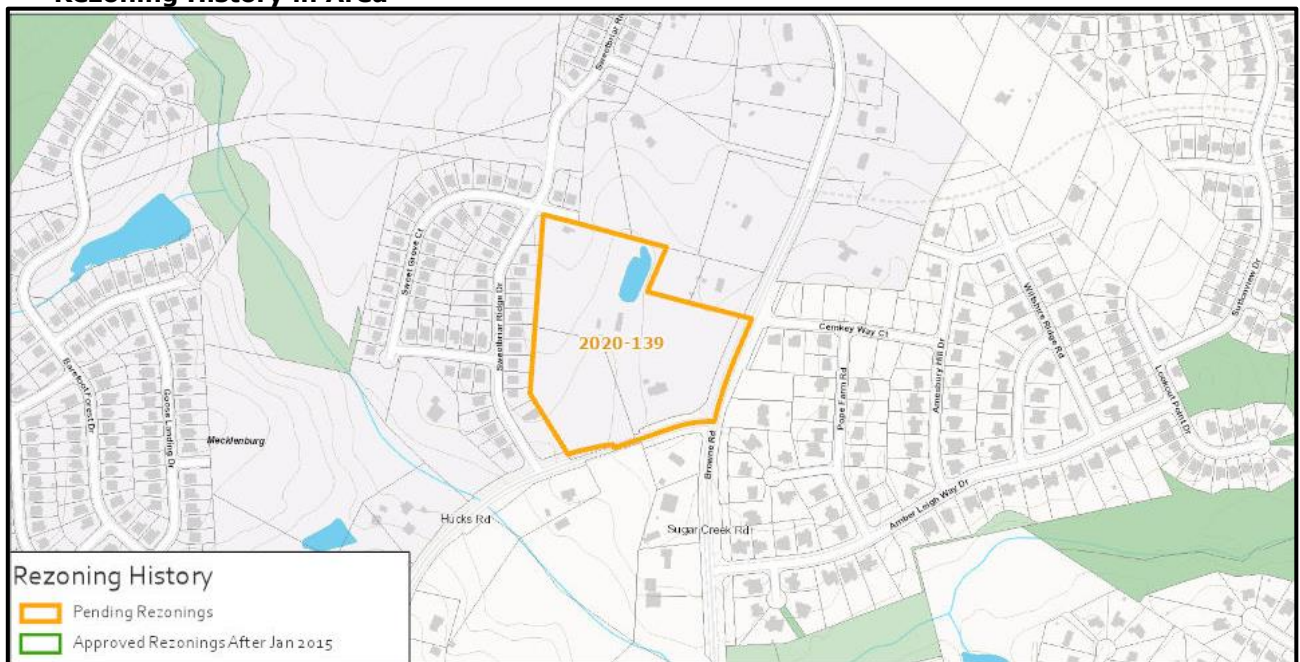 Rezoning History in Area
Sweetbriar Rd
Sweet Grove Ct
Sweetbriar Ridge Dr
2020-139
Cemkey Way Ct
Wiltshire Ridge Rd
Suttonview Dr
Amesbury Hill Dr
Pope Farm Rd
Lookout Point Dr
Barefoot Forest Dr
Goose Landing Dr
Mecklenburg
Browne Rd
Amber Leigh Way Dr
Hucks Rd
Sugar Creek Rd
Rezoning History
Pending Rezonings
Approved Rezonings After Jan 2015